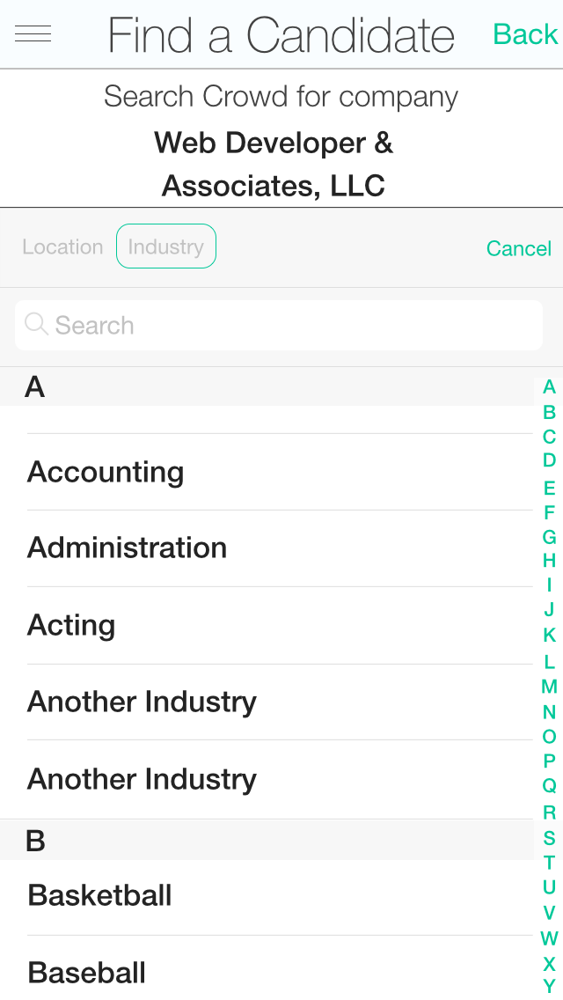 Find a Candidate
Back
Search Crowd for company
Web Developer &
Associates, LLC
Location
Industry
Cancel
Search
A
Accounting
Administration
Acting
Another Industry
Another Industry
B
Basketball
Baseball
A
B
C
D
E
F
G
H
I
J
K
L
M
N
O
P
Q
R
S
T
U
V
W
X
Y